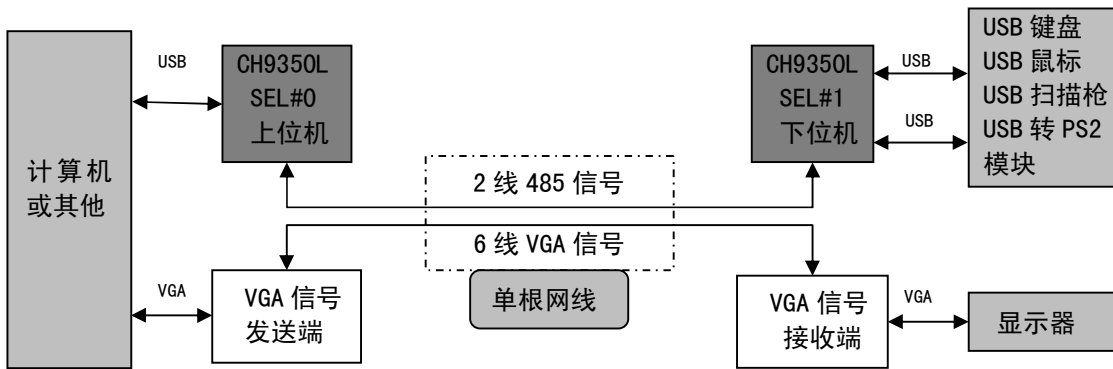 计算机
或其他
USB
CH9350L
SEL#0
上位机
CH9350L
SEL#1
下位机
USB
USB
USB 键盘
USB 鼠标
USB 扫描枪
USB 转 PS2
模块
2 线 485 信号
6 线 VGA 信号
单根网线
VGA
VGA 信号
发送端
VGA 信号
接收端
VGA
显示器